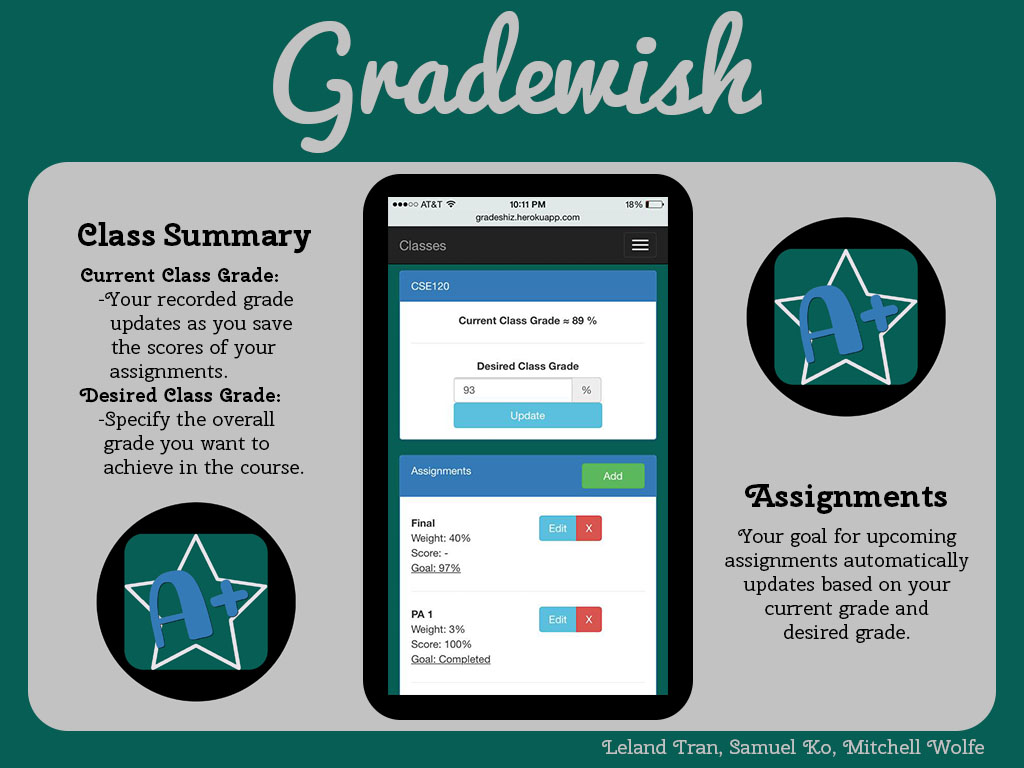 Gradewish
Class Summary
Current Class Grade:
-Your recorded grade
updates as you save
the scores of your
assignments.
Desired Class Grade:
-Specify the overall
grade you want to
achieve in the course.
A+
AT&T 10:11 PM 18%
gradeshiz.herokuapp.com
Classes
CSE120
Current Class Grade ≈ 89 %
Desired Class Grade
93 %
Update
Assignments Add
Final
Edit X
Weight: 40%
Score: -
Goal: 97%
PA 1
Edit X
Weight: 3%
Score: 100%
Goal: Completed
A+
Assignments
Your goal for upcoming
assignments automatically
updates based on your
current grade and
desired grade.
Leland Tran, Samuel Ko, Mitchell Wolfe